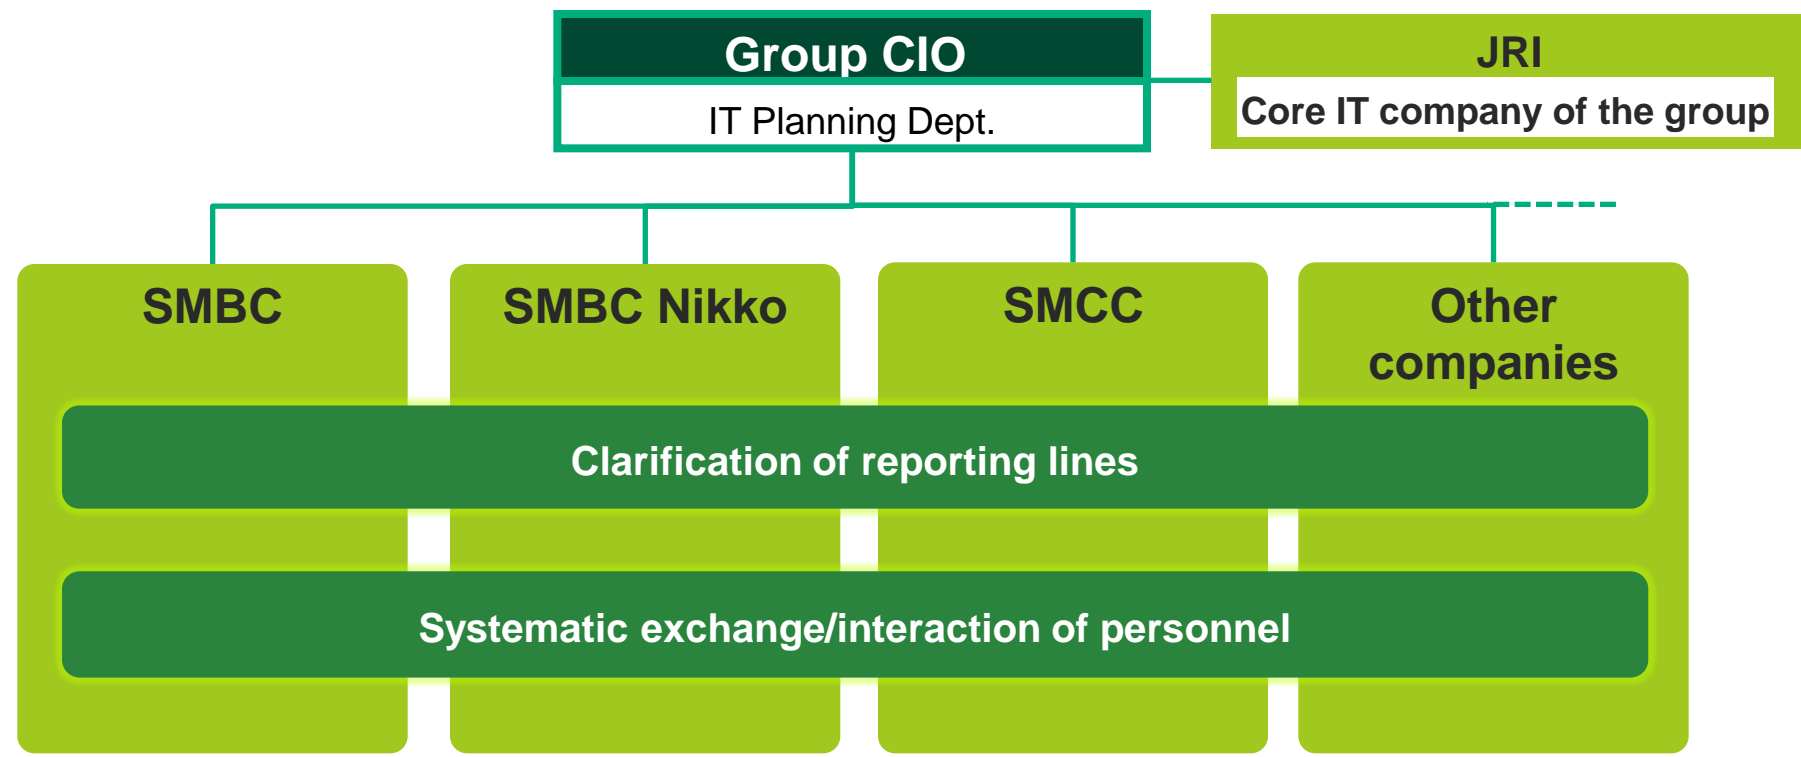 Group CIO
IT Planning Dept.
JRI
Core IT company of the group
SMBC
SMBC Nikko
SMCC
Other
companies
Clarification of reporting lines
Systematic exchange/interaction of personnel